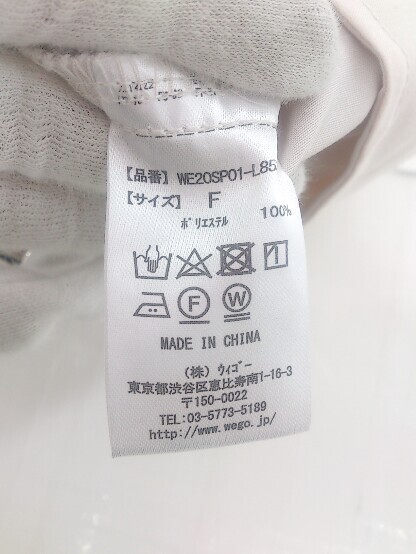 【品番】 WE20SP01-L85
【サイズ】 F
ポリエステル 100%
F W
MADE IN CHINA
(株) ウィゴー
東京都渋谷区恵比寿南1-16-3
〒150-0022
TEL:03-5773-5189
http://www.wego.jp/